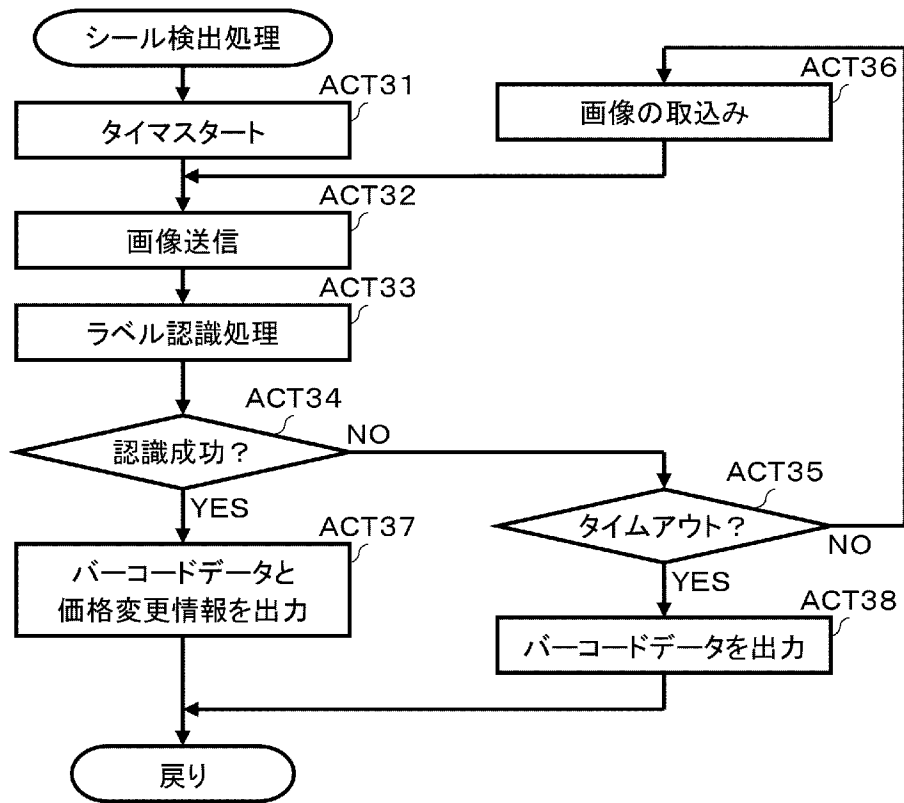 シール検出処理
ACT31
タイマスタート
ACT36
画像の取込み
ACT32
画像送信
ACT33
ラベル認識処理
ACT34
認識成功?
NO
YES
ACT35
タイムアウト?
NO
YES
ACT37
バーコードデータと
価格変更情報を出力
ACT38
バーコードデータを出力
戻り